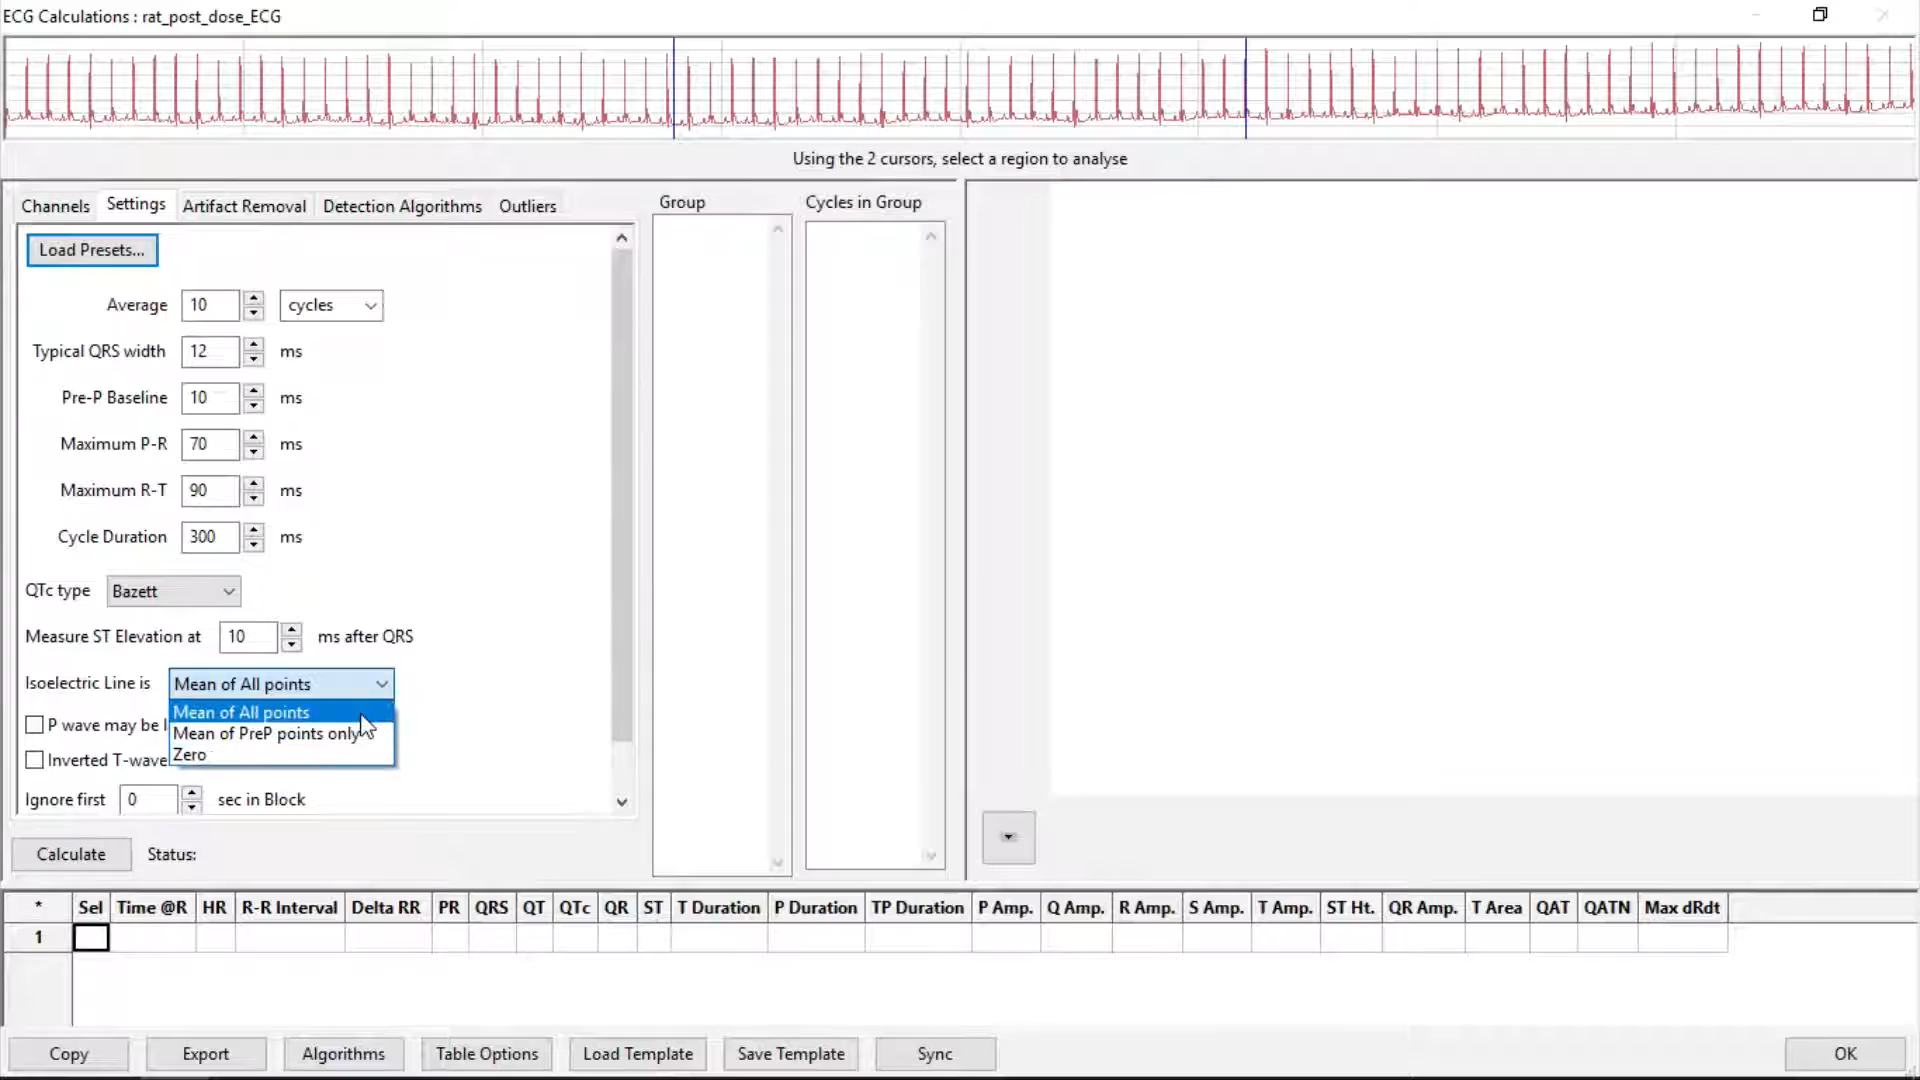 ECG Calculations : rat_post_dose_ECG
Using the 2 cursors, select a region to analyse
Channels Settings Artifact Removal Detection Algorithms Outliers
Group
Cycles in Group
Load Presets...
Average 10 cycles
Typical QRS width 12 ms
Pre-P Baseline 10 ms
Maximum P-R 70 ms
Maximum R-T 90 ms
Cycle Duration 300 ms
QTc type Bazett
Measure ST Elevation at 10 ms after QRS
Isoelectric Line is Mean of All points
Mean of All points
P wave may be
Mean of PreP points only
Zero
Inverted T-wave
Ignore first 0 sec in Block
Calculate Status:
* Sel Time @R HR R-R Interval Delta RR PR QRS QT QTc QR ST T Duration P Duration TP Duration P Amp. Q Amp. R Amp. S Amp. T Amp. ST Ht. QR Amp. T Area QAT QATN Max dRdt
1
Copy Export Algorithms Table Options Load Template Save Template Sync OK